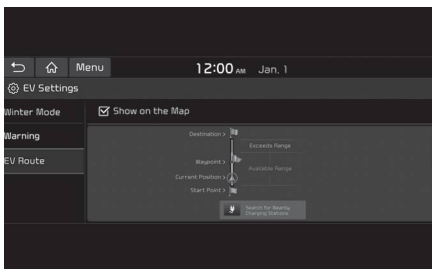 Menu
12:00 AM Jan. 1
EV Settings
Winter Mode
Show on the Map
Warning
EV Route
Destination >
Exceeds Range
Waypoint >
Available Range
Current Position >
Start Point >
Search for Nearby
Charging Stations